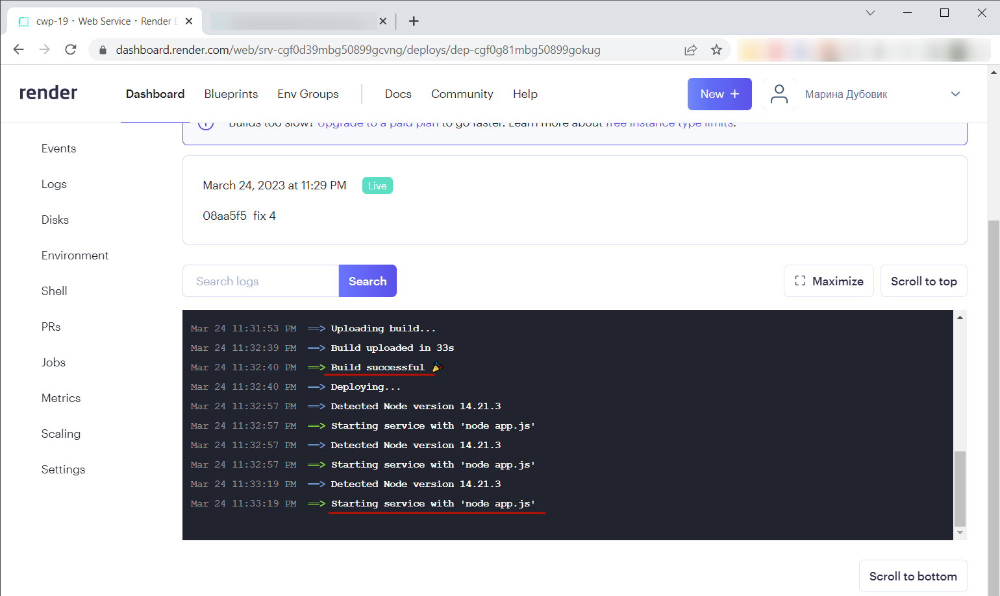 cwp-19 · Web Service · Render D
dashboard.render.com/web/srv-cgf0d39mbg50899gcvng/deploys/dep-cgf0g81mbg50899gokug
render
Dashboard
Blueprints
Env Groups
Docs
Community
Help
New +
Марина Дубовик
Builds too slow? Upgrade to a paid plan to go faster. Learn more about free instance type limits.
Events
Logs
Disks
Environment
Shell
PRs
Jobs
Metrics
Scaling
Settings
March 24, 2023 at 11:29 PM Live
08aa5f5 fix 4
Search logs
Search
Maximize
Scroll to top
Mar 24 11:31:53 PM ==> Uploading build...
Mar 24 11:32:39 PM ==> Build uploaded in 33s
Mar 24 11:32:40 PM ==> Build successful 🎉
Mar 24 11:32:40 PM ==> Deploying...
Mar 24 11:32:57 PM ==> Detected Node version 14.21.3
Mar 24 11:32:57 PM ==> Starting service with 'node app.js'
Mar 24 11:32:57 PM ==> Detected Node version 14.21.3
Mar 24 11:32:57 PM ==> Starting service with 'node app.js'
Mar 24 11:33:19 PM ==> Detected Node version 14.21.3
Mar 24 11:33:19 PM ==> Starting service with 'node app.js'
Scroll to bottom